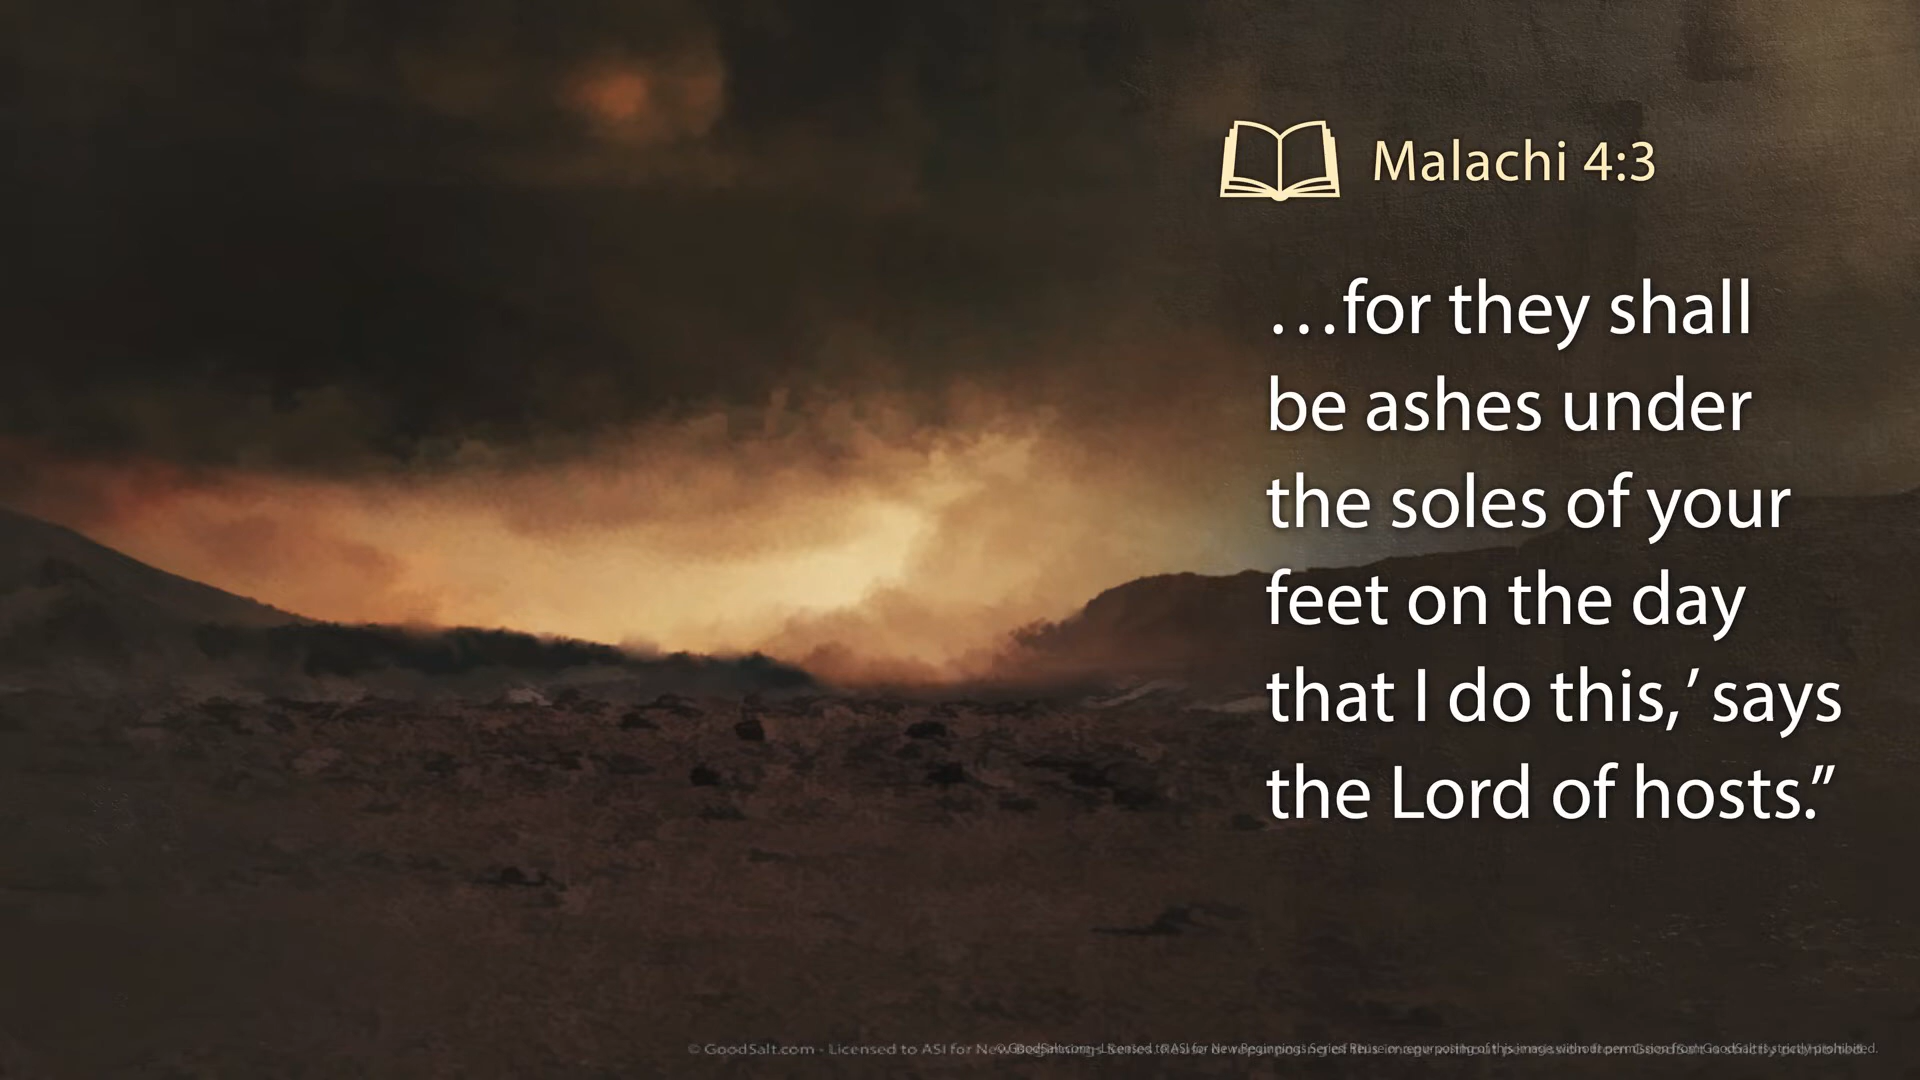 Malachi 4:3
…for they shall
be ashes under
the soles of your
feet on the day
that I do this,’ says
the Lord of hosts.”
© GoodSalt.com - Licensed to ASI for New